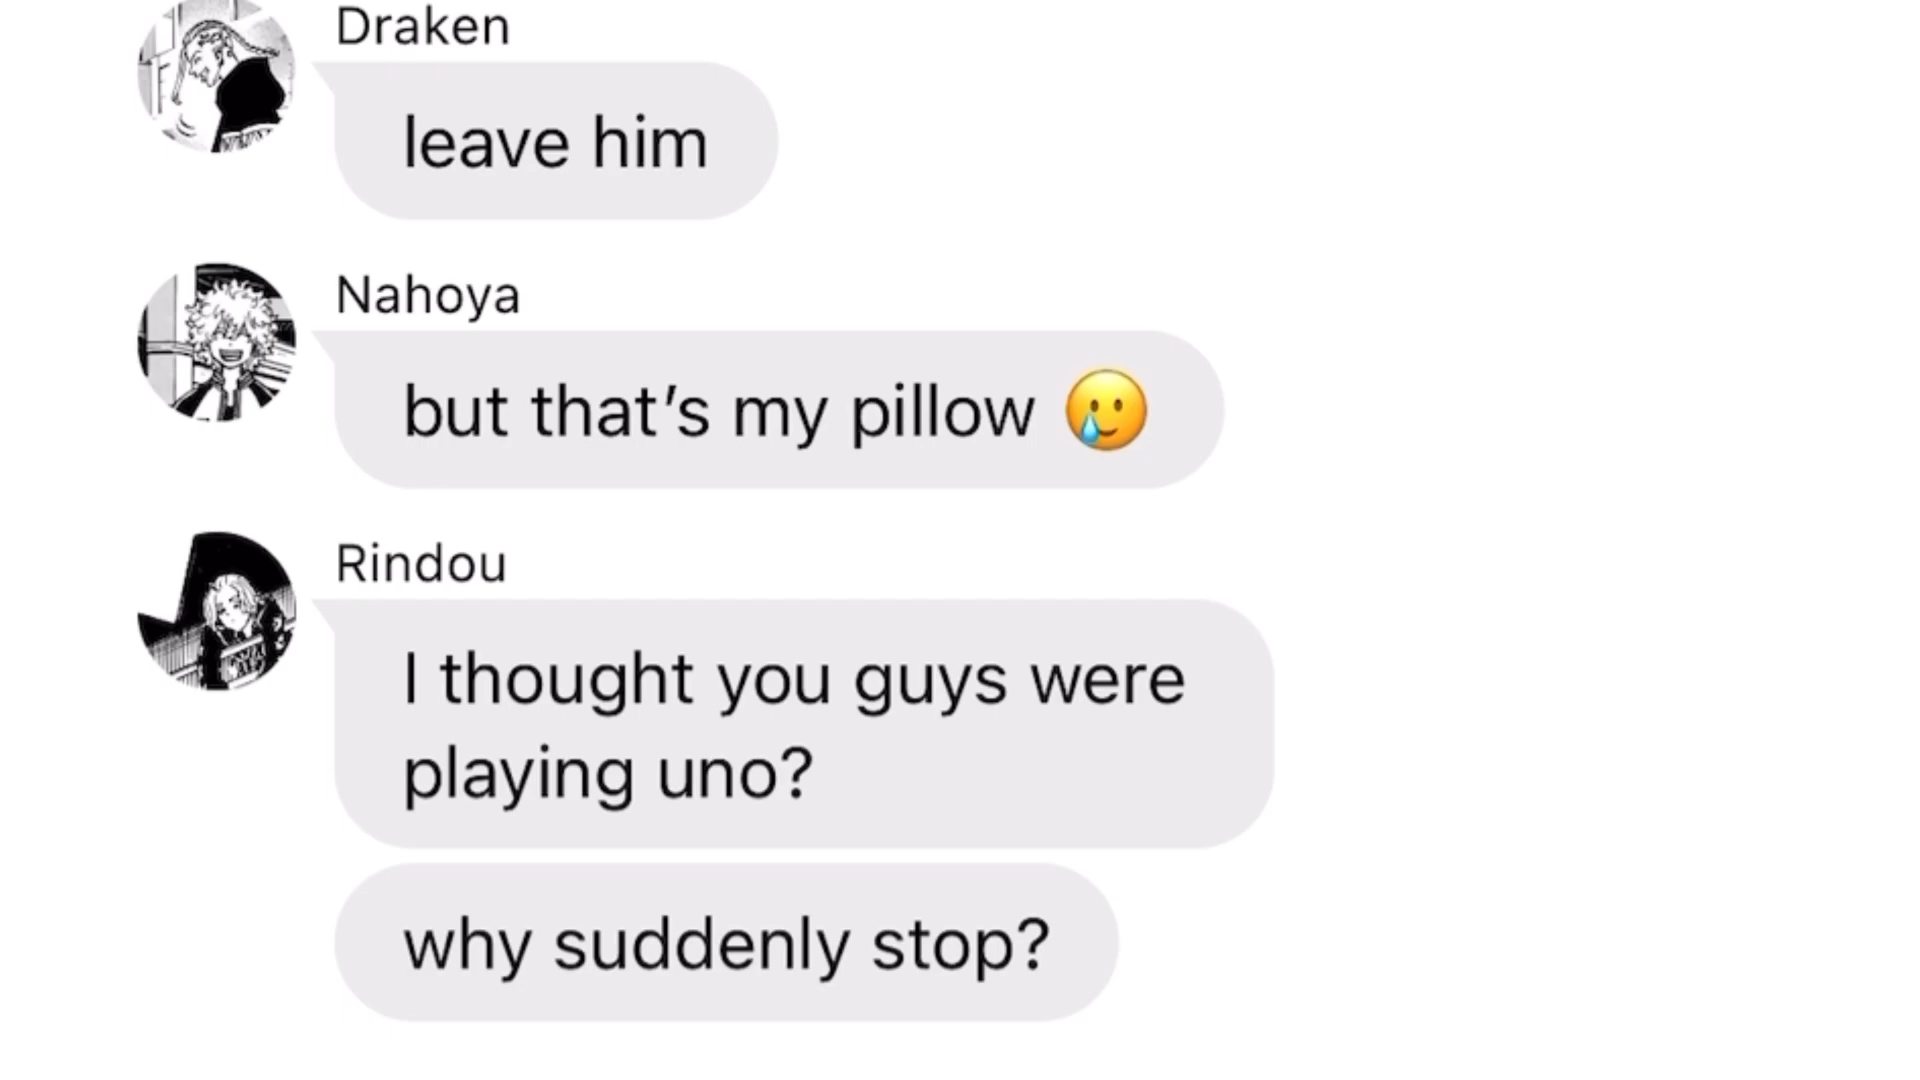 Draken
leave him
Nahoya
but that’s my pillow 🥲
Rindou
I thought you guys were
playing uno?
why suddenly stop?